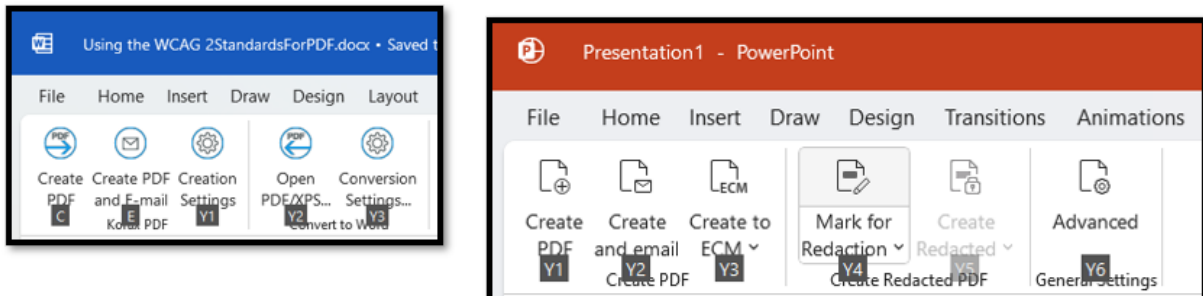 Using the WCAG 2StandardsForPDF.docx • Saved t
File Home Insert Draw Design Layout
PDF PDF
Create Create PDF Creation Open Conversion
PDF and E-mail Settings PDF/XPS... Settings...
C E Y1 Y2 Y3
Kofax PDF Convert to Word
Presentation1 - PowerPoint
File Home Insert Draw Design Transitions Animations
ECM
Create Create Create to Mark for Create Advanced
PDF and email ECM Redaction Redacted
Y1 Y2 Y3 Y4 Y5 Y6
Create PDF Create Redacted PDF General Settings